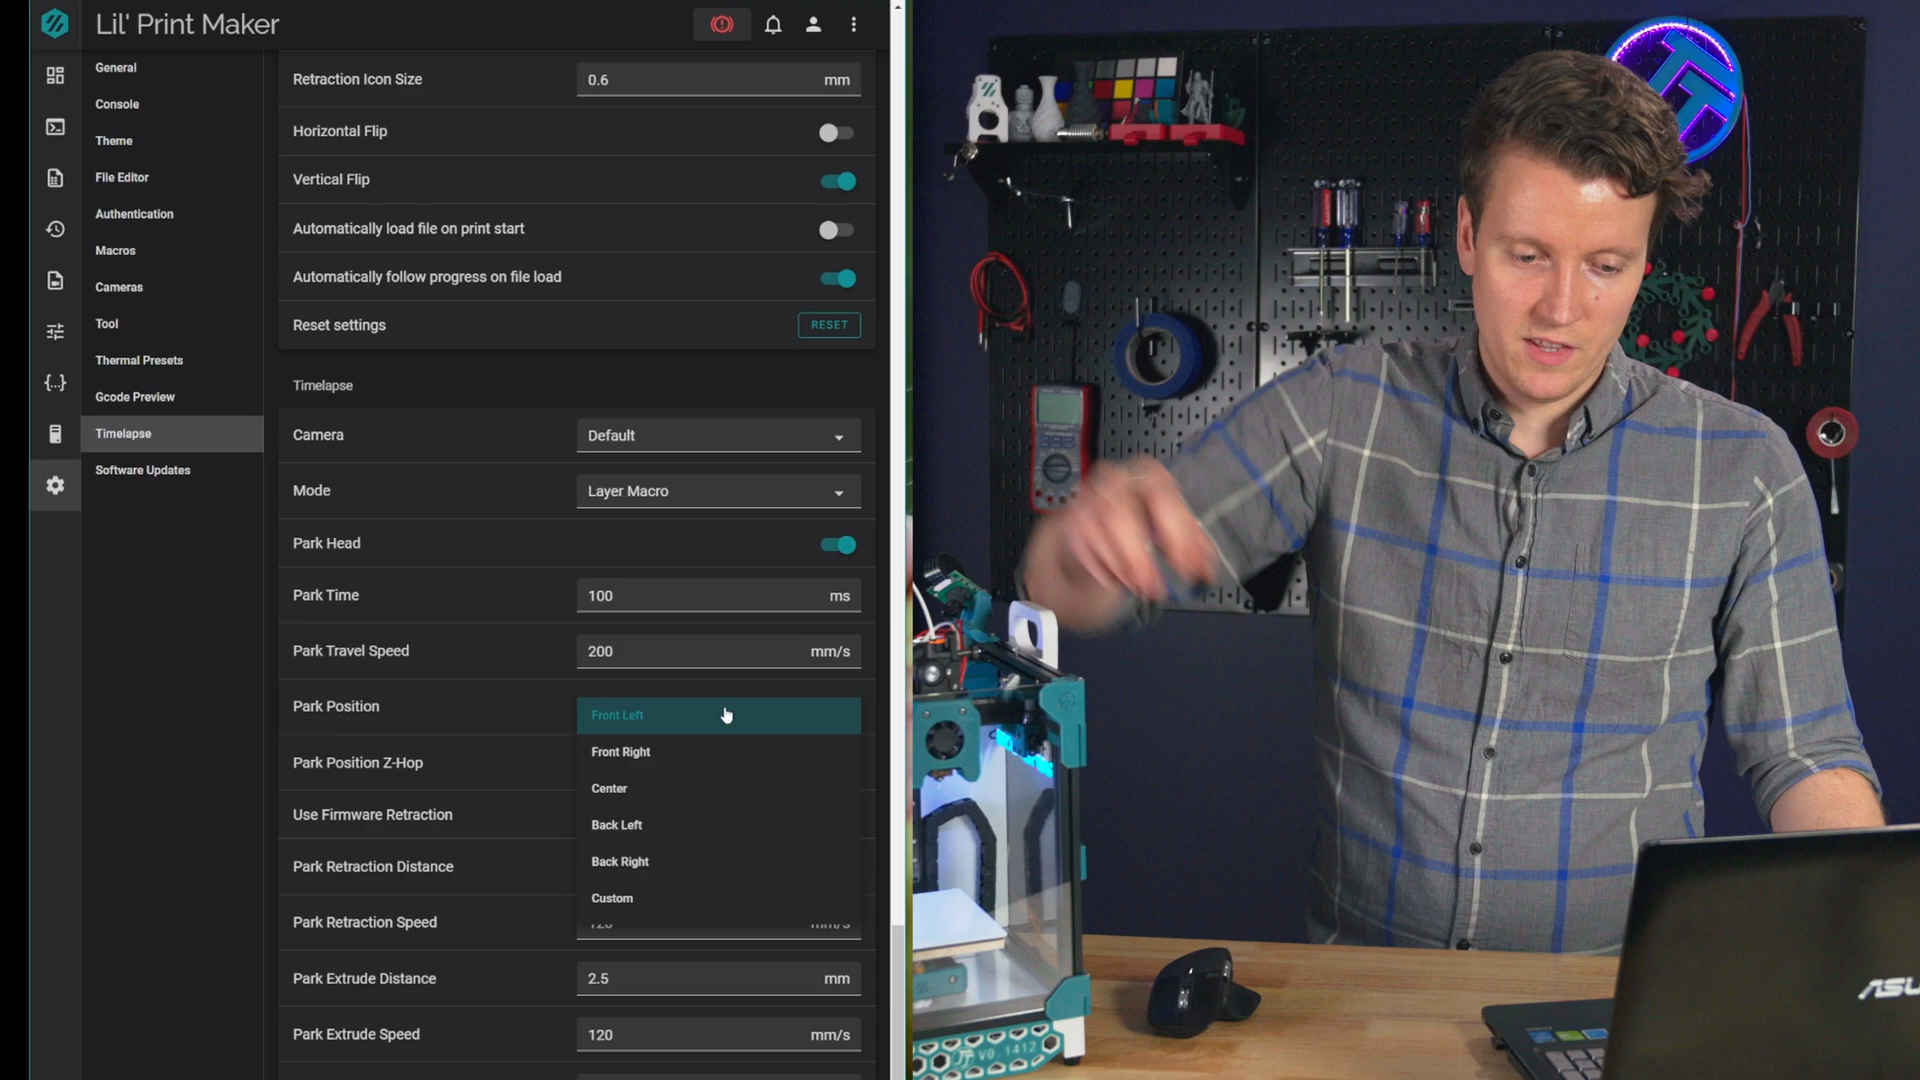 Lil' Print Maker
General
Console
Theme
File Editor
Authentication
Macros
Cameras
Tool
Thermal Presets
Gcode Preview
Timelapse
Software Updates
Retraction Icon Size
0.6 mm
Horizontal Flip
Vertical Flip
Automatically load file on print start
Automatically follow progress on file load
Reset settings
RESET
Timelapse
Camera
Default
Mode
Layer Macro
Park Head
Park Time
100 ms
Park Travel Speed
200 mm/s
Park Position
Front Left
Front Right
Center
Back Left
Back Right
Custom
Park Position Z-Hop
Use Firmware Retraction
Park Retraction Distance
Park Retraction Speed
120 mm/s
Park Extrude Distance
2.5 mm
Park Extrude Speed
120 mm/s
V0.1412